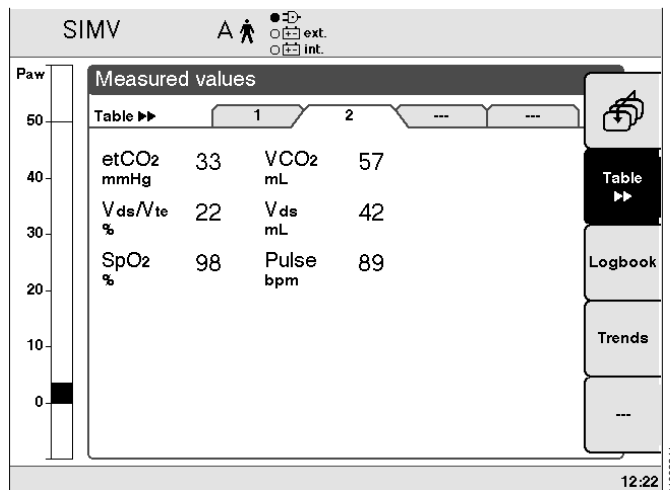 SIMV A ext.
int.
Paw Measured values
Table ▶▶ 1 2 --- ---
50
etCO2 mmHg 33 VCO2 mL 57
40
Table ▶▶
Vds/Vte % 22 Vds mL 42
30
SpO2 % 98 Pulse bpm 89
Logbook
20
Trends
10
0
---
12:22